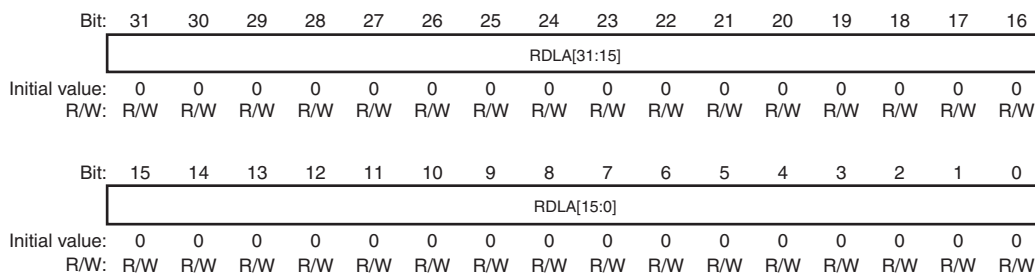 Bit: 31 30 29 28 27 26 25 24 23 22 21 20 19 18 17 16
RDLA[31:15]
Initial value: 0 0 0 0 0 0 0 0 0 0 0 0 0 0 0 0
R/W: R/W R/W R/W R/W R/W R/W R/W R/W R/W R/W R/W R/W R/W R/W R/W R/W
Bit: 15 14 13 12 11 10 9 8 7 6 5 4 3 2 1 0
RDLA[15:0]
Initial value: 0 0 0 0 0 0 0 0 0 0 0 0 0 0 0 0
R/W: R/W R/W R/W R/W R/W R/W R/W R/W R/W R/W R/W R/W R/W R/W R/W R/W